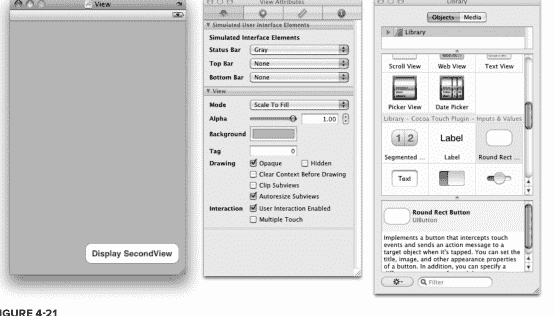 View
Display SecondView
View Attributes
Simulated User Interface Elements
Simulated Interface Elements
Status Bar Gray
Top Bar None
Bottom Bar None
View
Mode Scale To Fill
Alpha 1.00
Background
Tag 0
Drawing Opaque Hidden
Clear Context Before Drawing
Clip Subviews
Autoresize Subviews
Interaction User Interaction Enabled
Multiple Touch
Library
Objects Media
Library
Scroll View Web View Text View
Picker View Date Picker
Library – Cocoa Touch Plugin – Inputs & Values
1 2 Label
Segmented ... Label Round Rect ...
Text
Round Rect Button
UIButton
Implements a button that intercepts touch
events and sends an action message to a
target object when it's tapped. You can set the
title, image, and other appearance properties
of a button. In addition, you can specify a
Filter
FIGURE 4-21